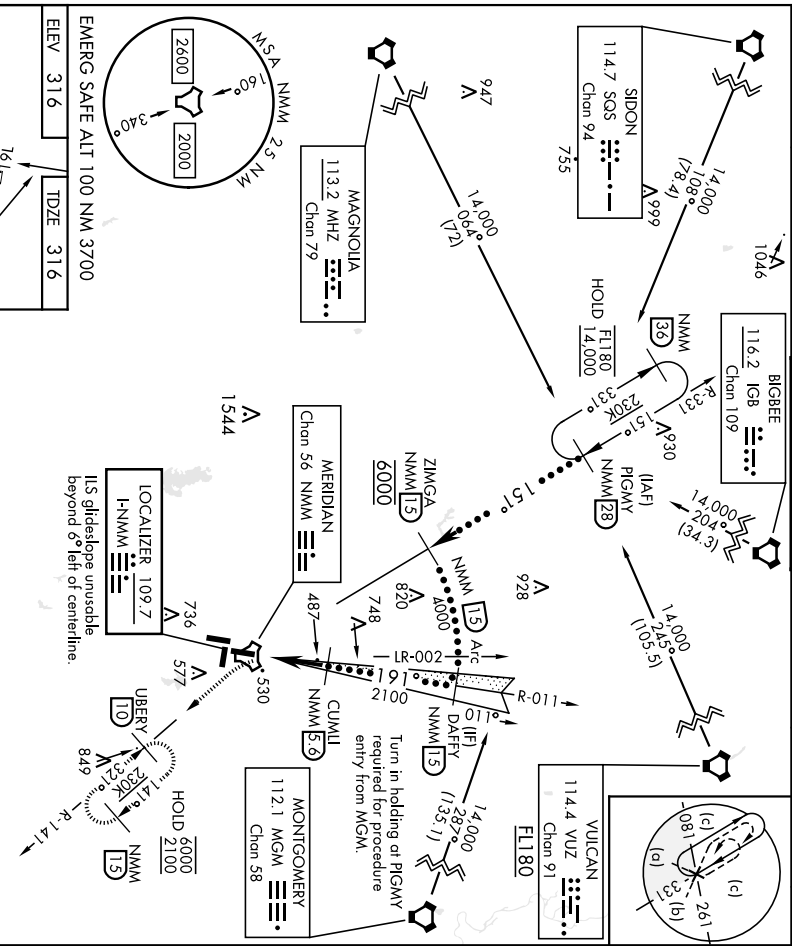 1046
999
755
947
SIDON
114.7 SQS
Chan 94
14,000
108°
(78.4)
BIGBEE
116.2 IGB
Chan 109
14,000
204°
(34.3)
VULCAN
114.4 VUZ
Chan 91
FL180
14,000
245°
(105.5)
(c)
(a)
(c)
(b)
081
261
331
NMM
36
HOLD FL180
14,000
331°
230K
151°
R-331
930
(IAF)
PIGMY
NMM 28
MAGNOLIA
113.2 MHZ
Chan 79
14,000
064°
(72)
151°
ZIMGA
NMM 15
6000
928
820
748
487
NMM 15 Arc
4000
LR-002
R-011
011°
191°
2100
(IF)
DAFFY
NMM 15
14,000
287°
(135.1)
Turn in holding at PIGMY
required for procedure
entry from MGM.
MONTGOMERY
112.1 MGM
Chan 58
CUMLI
NMM 5.6
MERIDIAN
Chan 56 NMM
530
1544
LOCALIZER 109.7
I-NMM
ILS glideslope unusable
beyond 6° left of centerline.
736
577
849
UBERY
10
321°
230K
141°
HOLD 6000
2100
NMM
15
R-141
MSA NMM 25 NM
160°
340°
2600
2000
EMERG SAFE ALT 100 NM 3700
ELEV 316
TDZE 316
191°